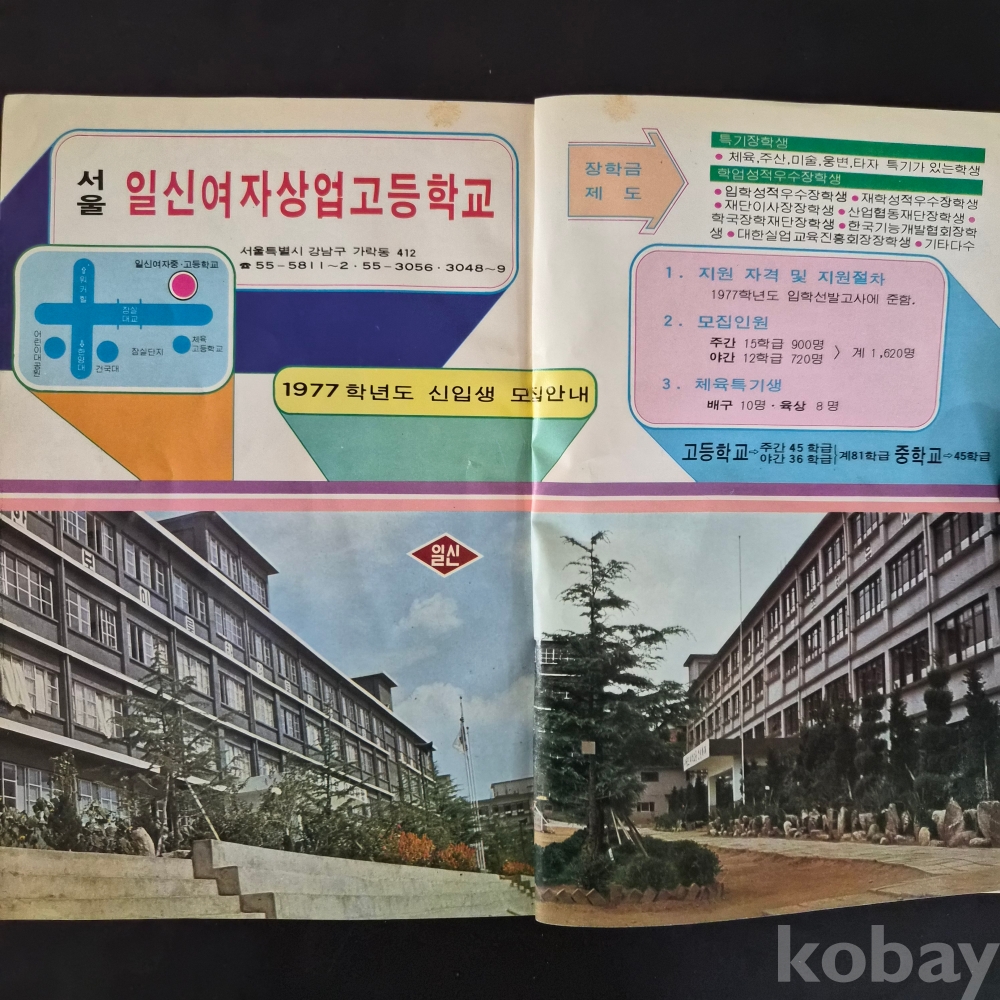 서울 일신여자상업고등학교
서울특별시 강남구 가락동 412
☎ 55-5811~2·55-3056·3048~9
일신여자중·고등학교
잠실대교
어린이대공원
건국대
잠실단지
체육고등학교
1977학년도 신입생 모집안내
장학금
제도
특기장학생
● 체육,주산,미술,웅변,타자 특기가 있는학생
학업성적우수장학생
● 입학성적우수장학생 ● 재학성적우수장학생
● 재단이사장장학생 ● 산업협동재단장학생 ●
학국장학재단장학생 ● 한국기능개발협회장학
생 ● 대한실업교육진흥회장장학생 ● 기타다수
1. 지원 자격 및 지원절차
1977학년도 입학선발고사에 준함.
2. 모집인원
주간 15학급 900명
야간 12학급 720명 〉 계 1,620명
3. 체육특기생
배구 10명·육상 8명
고등학교⇨주간 45학급
야간 36학급 계81학급 중학교⇨45학급
일신
kobay